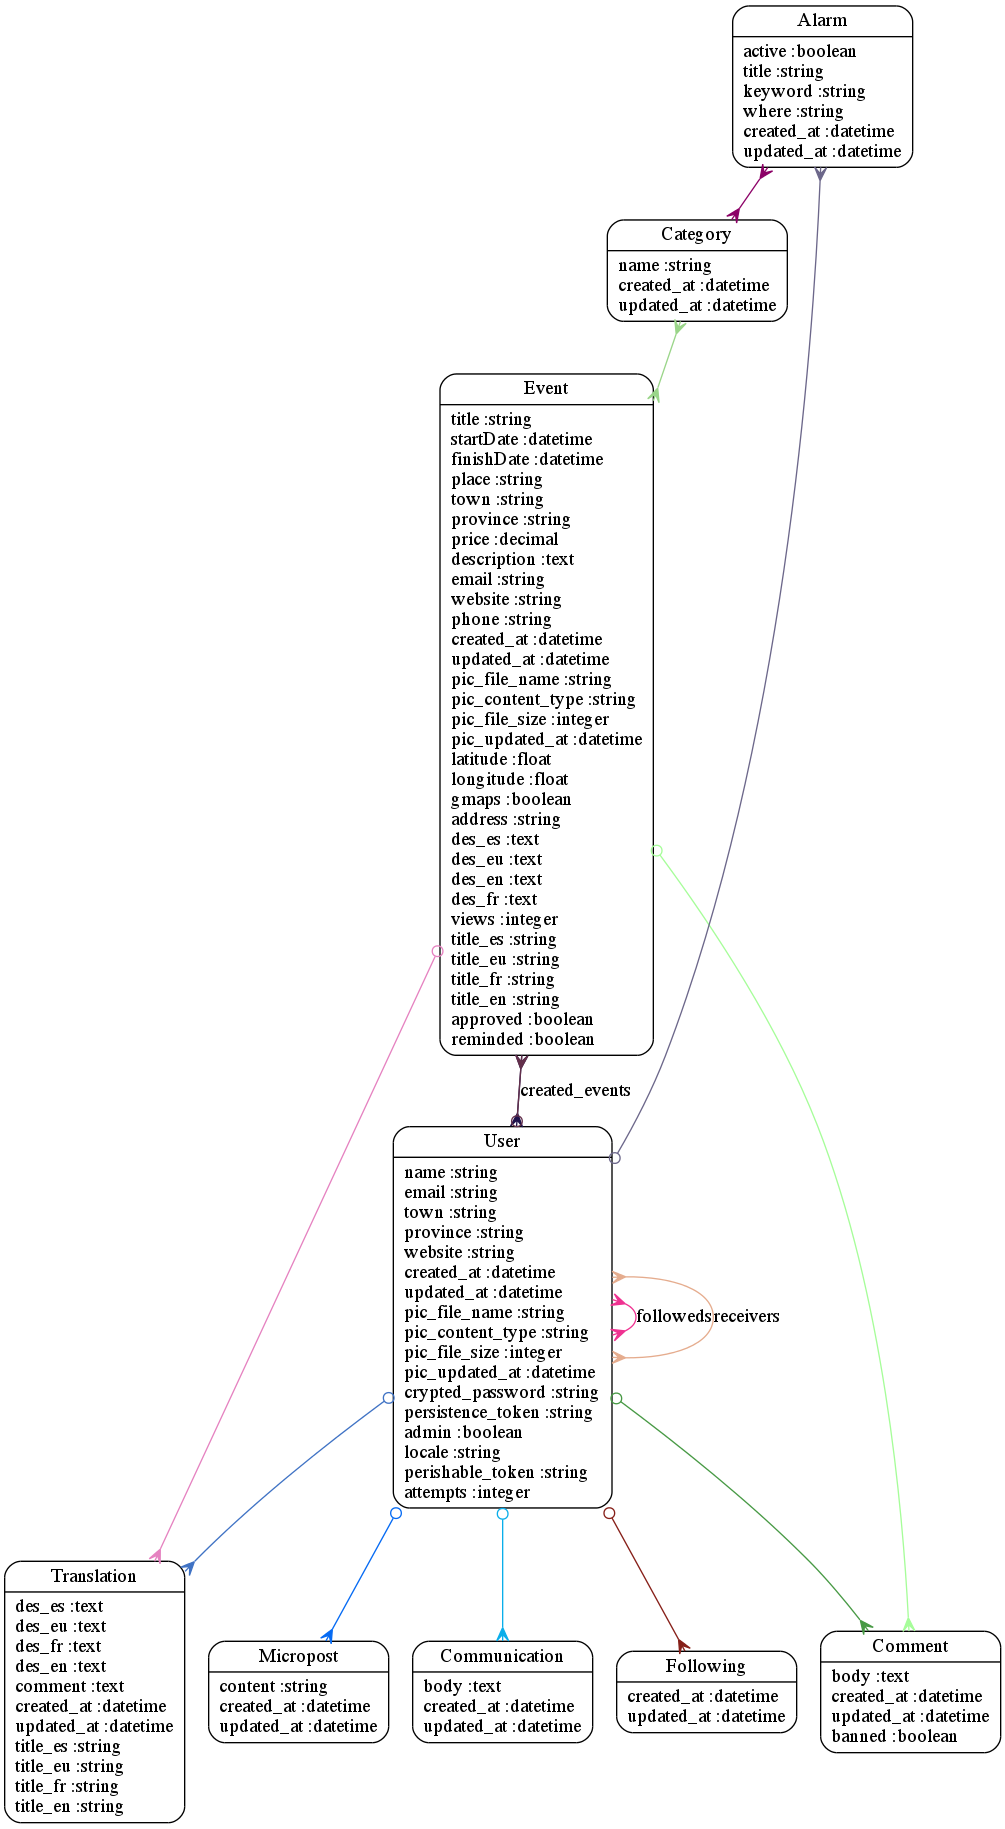 Alarm
active :boolean
title :string
keyword :string
where :string
created_at :datetime
updated_at :datetime
Category
name :string
created_at :datetime
updated_at :datetime
Event
title :string
startDate :datetime
finishDate :datetime
place :string
town :string
province :string
price :decimal
description :text
email :string
website :string
phone :string
created_at :datetime
updated_at :datetime
pic_file_name :string
pic_content_type :string
pic_file_size :integer
pic_updated_at :datetime
latitude :float
longitude :float
gmaps :boolean
address :string
des_es :text
des_eu :text
des_en :text
des_fr :text
views :integer
title_es :string
title_eu :string
title_fr :string
title_en :string
approved :boolean
reminded :boolean
created_events
User
name :string
email :string
town :string
province :string
website :string
created_at :datetime
updated_at :datetime
pic_file_name :string
pic_content_type :string
pic_file_size :integer
pic_updated_at :datetime
crypted_password :string
persistence_token :string
admin :boolean
locale :string
perishable_token :string
attempts :integer
followeds
receivers
Translation
des_es :text
des_eu :text
des_fr :text
des_en :text
comment :text
created_at :datetime
updated_at :datetime
title_es :string
title_eu :string
title_fr :string
title_en :string
Micropost
content :string
created_at :datetime
updated_at :datetime
Communication
body :text
created_at :datetime
updated_at :datetime
Following
created_at :datetime
updated_at :datetime
Comment
body :text
created_at :datetime
updated_at :datetime
banned :boolean